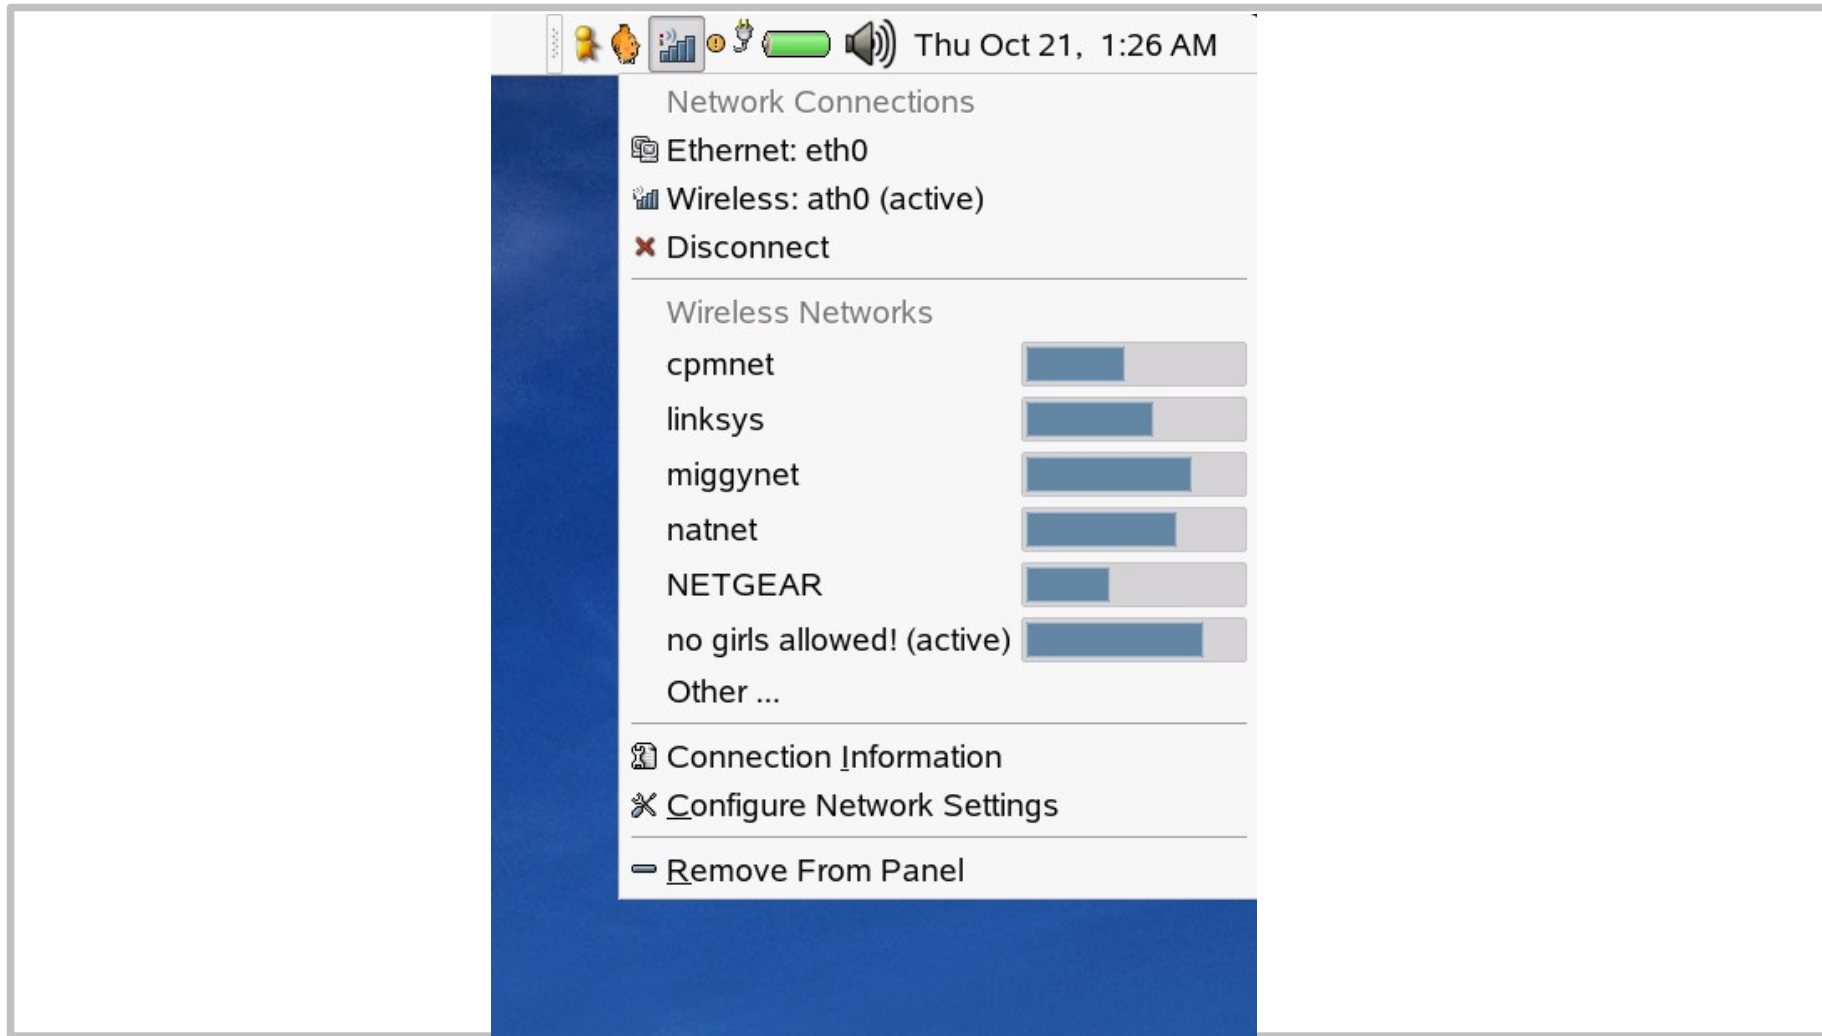 Thu Oct 21, 1:26 AM
Network Connections
Ethernet: eth0
Wireless: ath0 (active)
Disconnect
Wireless Networks
cpmnet
linksys
miggynet
natnet
NETGEAR
no girls allowed! (active)
Other ...
Connection Information
Configure Network Settings
Remove From Panel